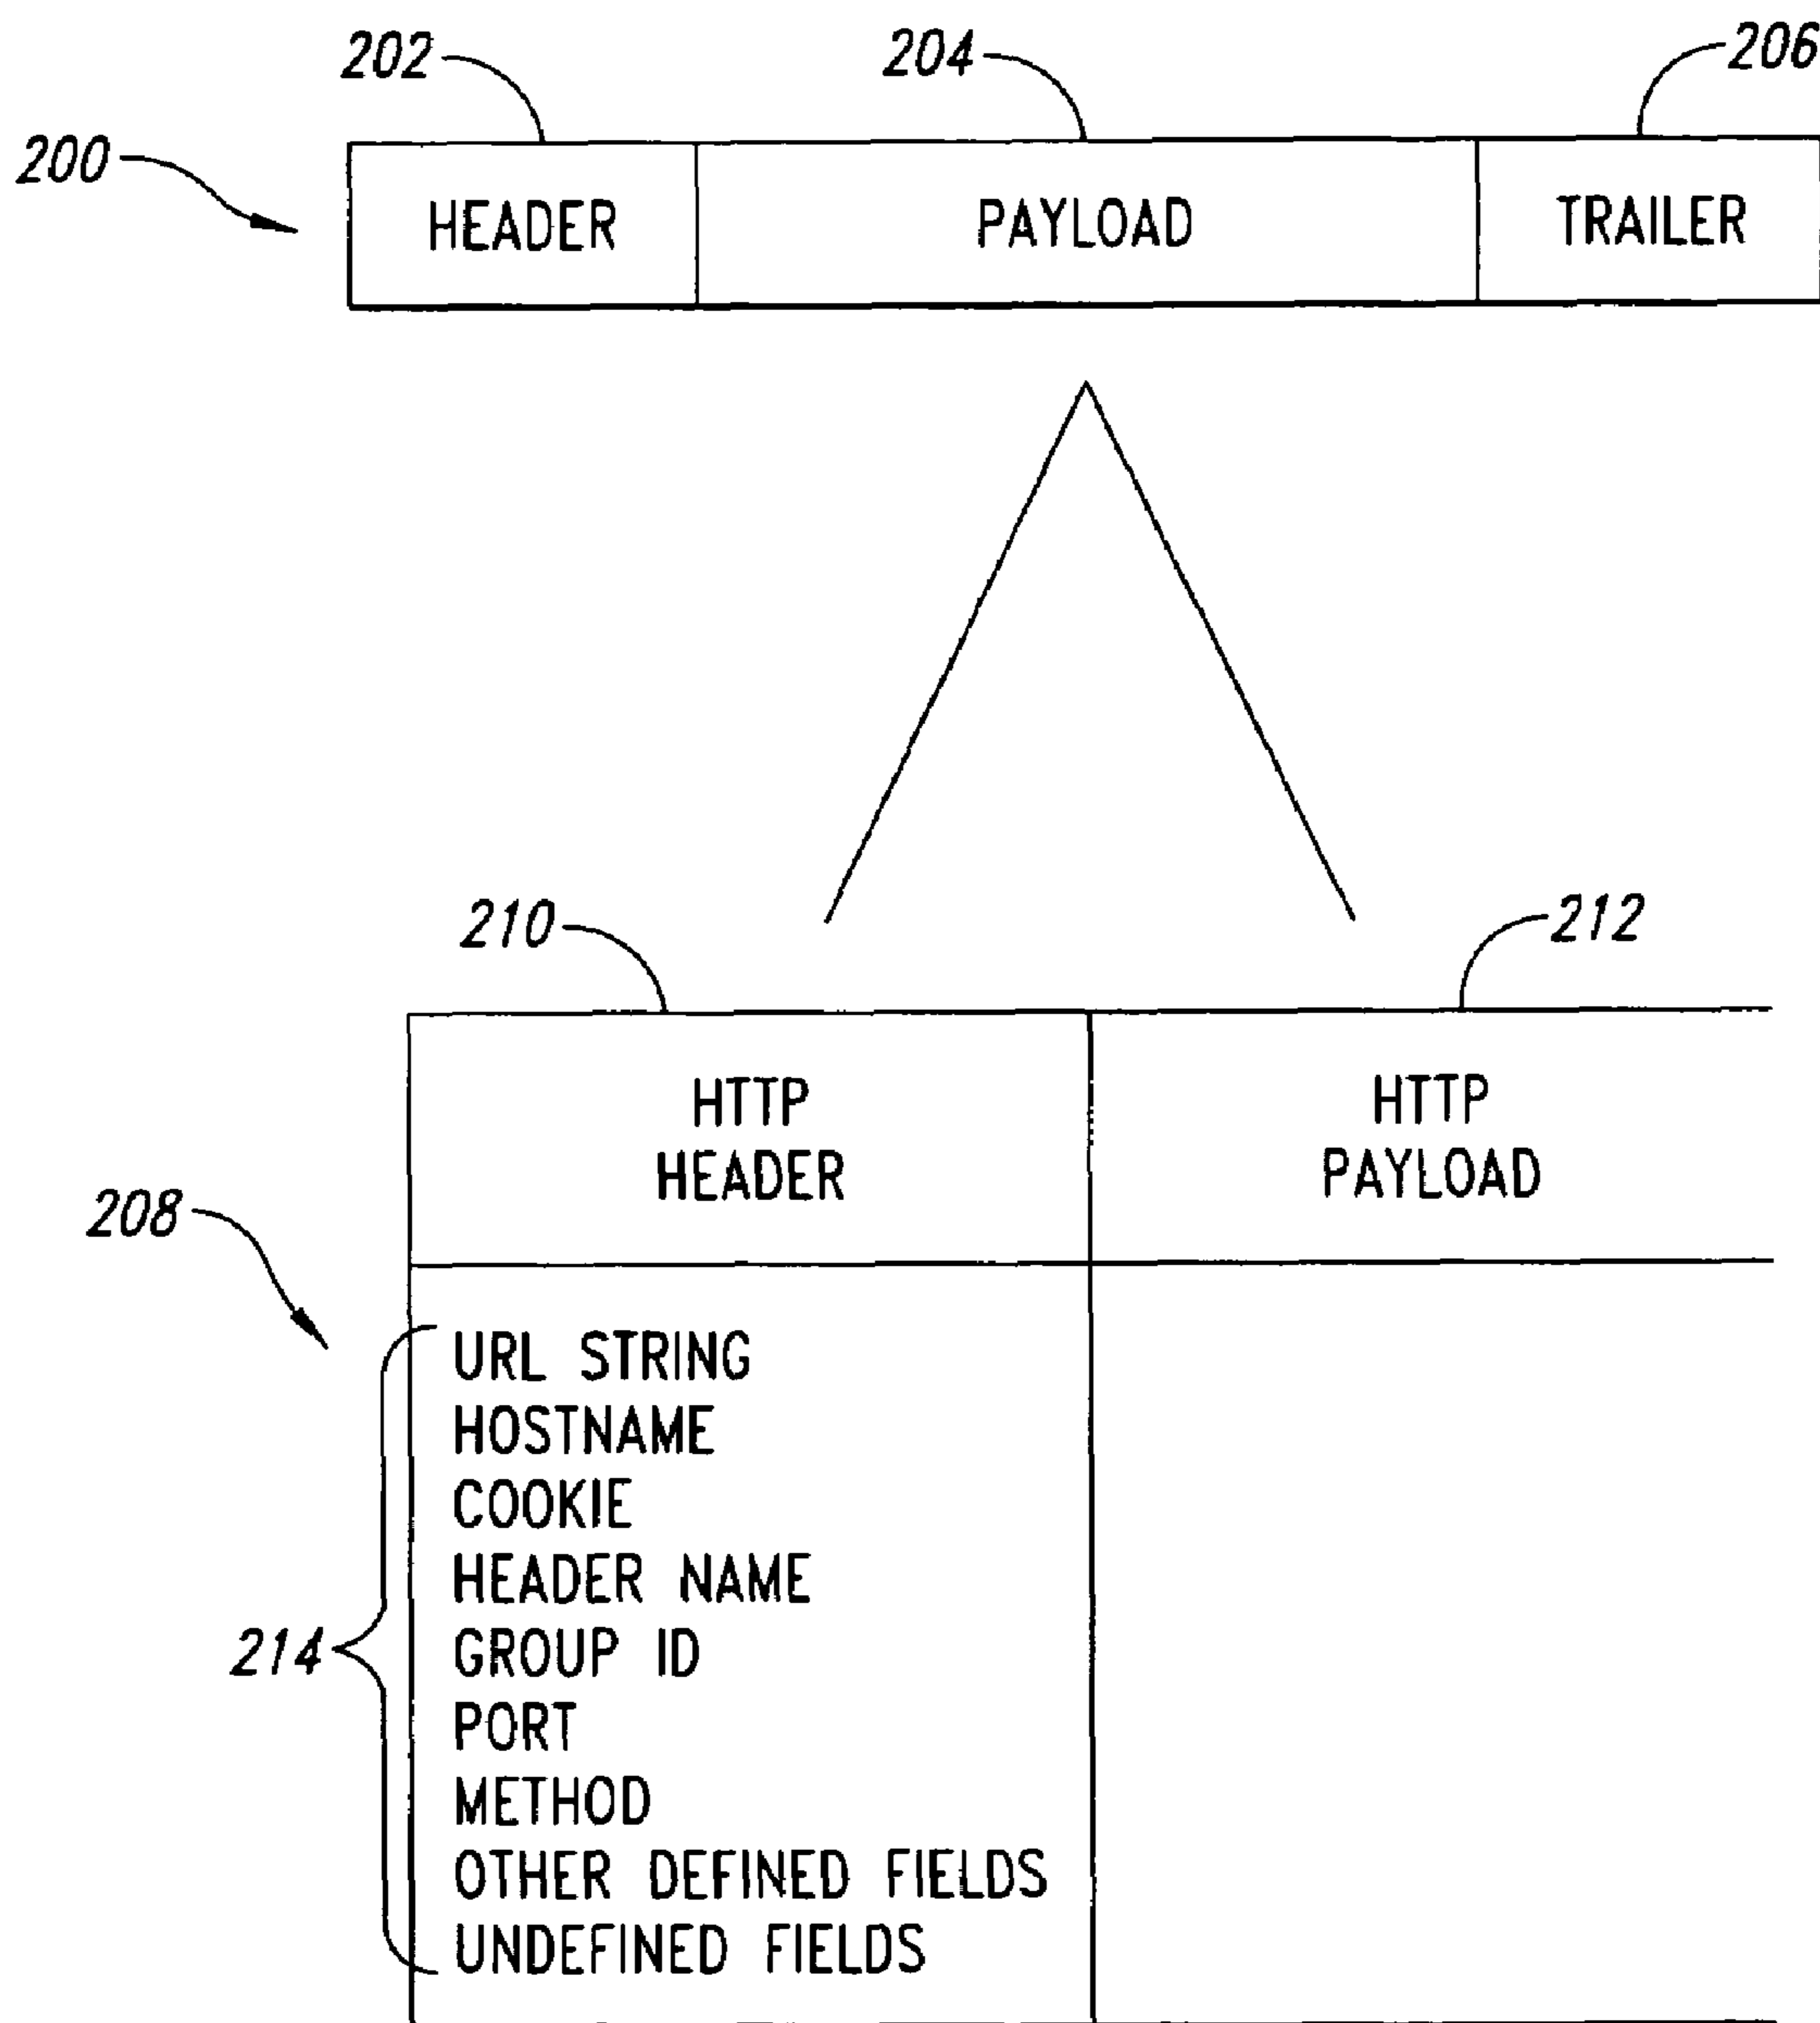 202 204 206
200
HEADER PAYLOAD TRAILER
210 212
HTTP HEADER
HTTP PAYLOAD
208
URL STRING
HOSTNAME
COOKIE
HEADER NAME
214 GROUP ID
PORT
METHOD
OTHER DEFINED FIELDS
UNDEFINED FIELDS